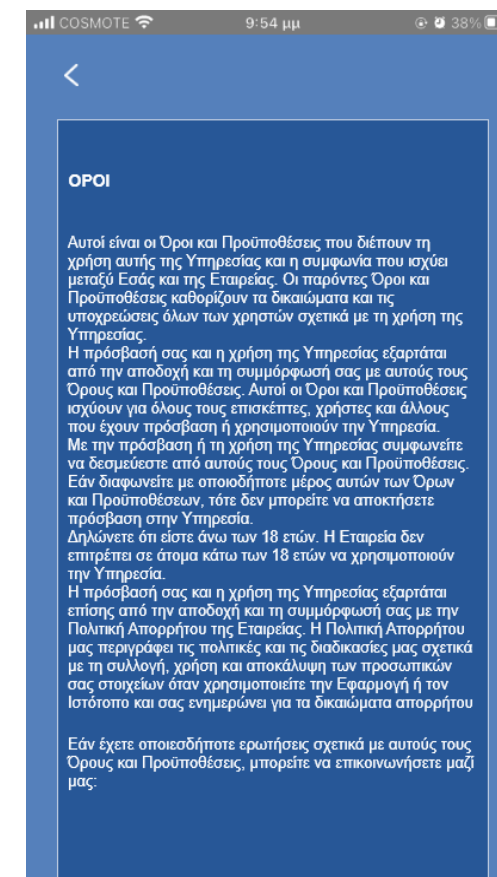 COSMOTE 9:54 μμ 38%
ΟΡΟΙ
Αυτοί είναι οι Όροι και Προϋποθέσεις που διέπουν τη
χρήση αυτής της Υπηρεσίας και η συμφωνία που ισχύει
μεταξύ Εσάς και της Εταιρείας. Οι παρόντες Όροι και
Προϋποθέσεις καθορίζουν τα δικαιώματα και τις
υποχρεώσεις όλων των χρηστών σχετικά με τη χρήση της
Υπηρεσίας.
Η πρόσβασή σας και η χρήση της Υπηρεσίας εξαρτάται
από την αποδοχή και τη συμμόρφωσή σας με αυτούς τους
Όρους και Προϋποθέσεις. Αυτοί οι Όροι και Προϋποθέσεις
ισχύουν για όλους τους επισκέπτες, χρήστες και άλλους
που έχουν πρόσβαση ή χρησιμοποιούν την Υπηρεσία.
Με την πρόσβαση ή τη χρήση της Υπηρεσίας συμφωνείτε
να δεσμεύεστε από αυτούς τους Όρους και Προϋποθέσεις.
Εάν διαφωνείτε με οποιοδήποτε μέρος αυτών των Όρων
και Προϋποθέσεων, τότε δεν μπορείτε να αποκτήσετε
πρόσβαση στην Υπηρεσία.
Δηλώνετε ότι είστε άνω των 18 ετών. Η Εταιρεία δεν
επιτρέπει σε άτομα κάτω των 18 ετών να χρησιμοποιούν
την Υπηρεσία.
Η πρόσβασή σας και η χρήση της Υπηρεσίας εξαρτάται
επίσης από την αποδοχή και τη συμμόρφωσή σας με την
Πολιτική Απορρήτου της Εταιρείας. Η Πολιτική Απορρήτου
μας περιγράφει τις πολιτικές και τις διαδικασίες μας σχετικά
με τη συλλογή, χρήση και αποκάλυψη των προσωπικών
σας στοιχείων όταν χρησιμοποιείτε την Εφαρμογή ή τον
Ιστότοπο και σας ενημερώνει για τα δικαιώματα απορρήτου
Εάν έχετε οποιεσδήποτε ερωτήσεις σχετικά με αυτούς τους
Όρους και Προϋποθέσεις, μπορείτε να επικοινωνήσετε μαζί
μας: